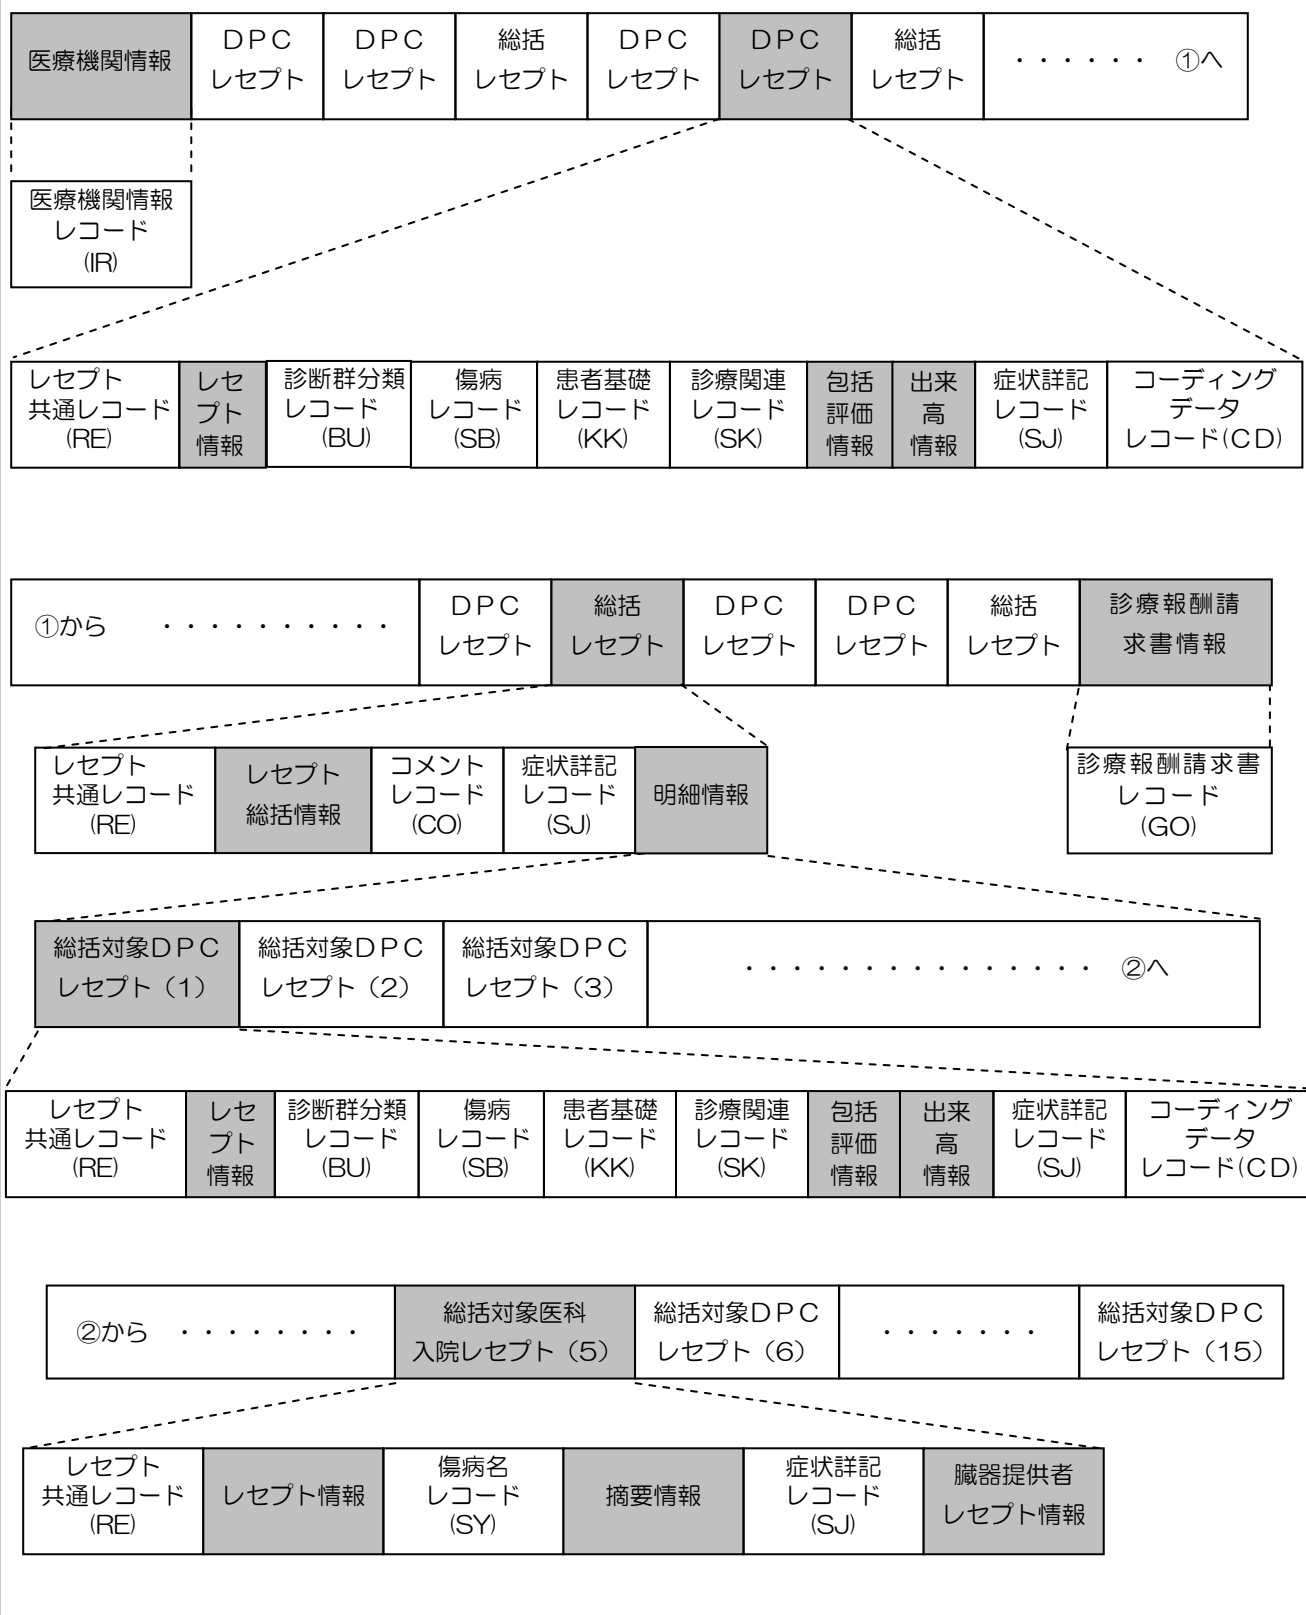 医療機関情報
ＤＰＣ
レセプト
ＤＰＣ
レセプト
総括
レセプト
ＤＰＣ
レセプト
ＤＰＣ
レセプト
総括
レセプト
・・・・・・ ①へ
医療機関情報
レコード
(IR)
レセプト
共通レコード
(RE)
レセ
プト
情報
診断群分類
レコード
(BU)
傷病
レコード
(SB)
患者基礎
レコード
(KK)
診療関連
レコード
(SK)
包括
評価
情報
出来
高
情報
症状詳記
レコード
(SJ)
コーディング
データ
レコード(ＣＤ)
①から ・・・・・・・・・・
ＤＰＣ
レセプト
総括
レセプト
ＤＰＣ
レセプト
ＤＰＣ
レセプト
総括
レセプト
診療報酬請
求書情報
レセプト
共通レコード
(RE)
レセプト
総括情報
コメント
レコード
(CO)
症状詳記
レコード
(SJ)
明細情報
診療報酬請求書
レコード
(GO)
総括対象ＤＰＣ
レセプト（1）
総括対象ＤＰＣ
レセプト（2）
総括対象ＤＰＣ
レセプト（3）
・・・・・・・・・・・・・・・ ②へ
レセプト
共通レコード
(RE)
レセ
プト
情報
診断群分類
レコード
(BU)
傷病
レコード
(SB)
患者基礎
レコード
(KK)
診療関連
レコード
(SK)
包括
評価
情報
出来
高
情報
症状詳記
レコード
(SJ)
コーディング
データ
レコード(ＣＤ)
②から ・・・・・・・・
総括対象医科
入院レセプト（5）
総括対象ＤＰＣ
レセプト（6）
・・・・・・・
総括対象ＤＰＣ
レセプト（15）
レセプト
共通レコード
(RE)
レセプト情報
傷病名
レコード
(SY)
摘要情報
症状詳記
レコード
(SJ)
臓器提供者
レセプト情報